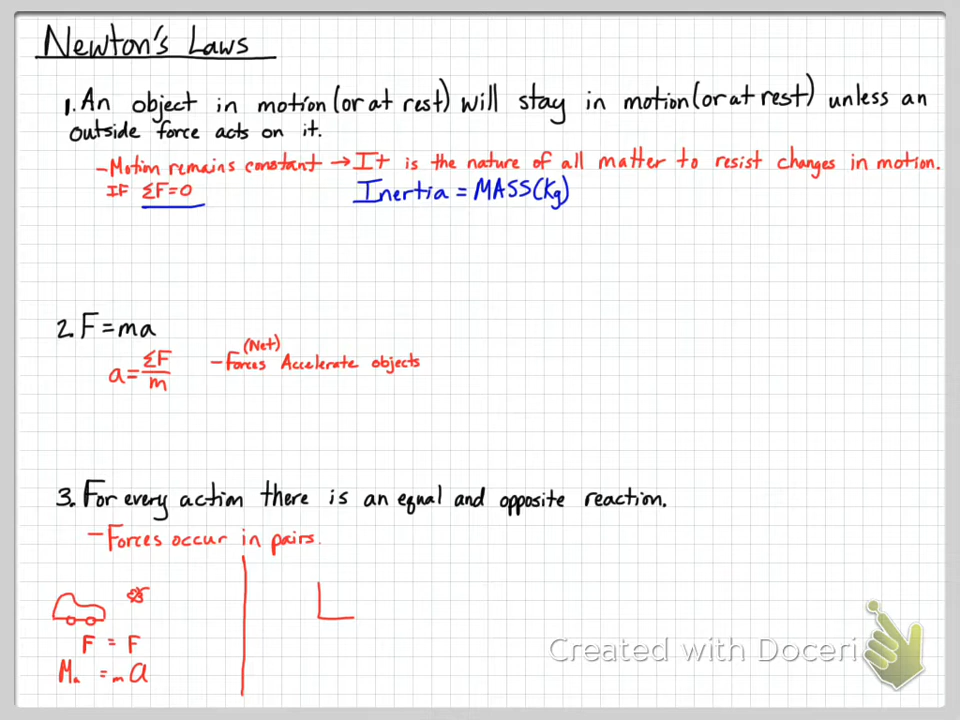 Newton's Laws
1. An object in motion (or at rest) will stay in motion (or at rest) unless an
outside force acts on it.
-Motion remains constant → It is the nature of all matter to resist changes in motion.
IF ΣF=0
Inertia = MASS(Kg)
2. F=ma
a=ΣF/m
(Net)
-Forces Accelerate objects
3. For every action there is an equal and opposite reaction.
-Forces occur in pairs.
F = F
Ma = ma
Created with Doceri